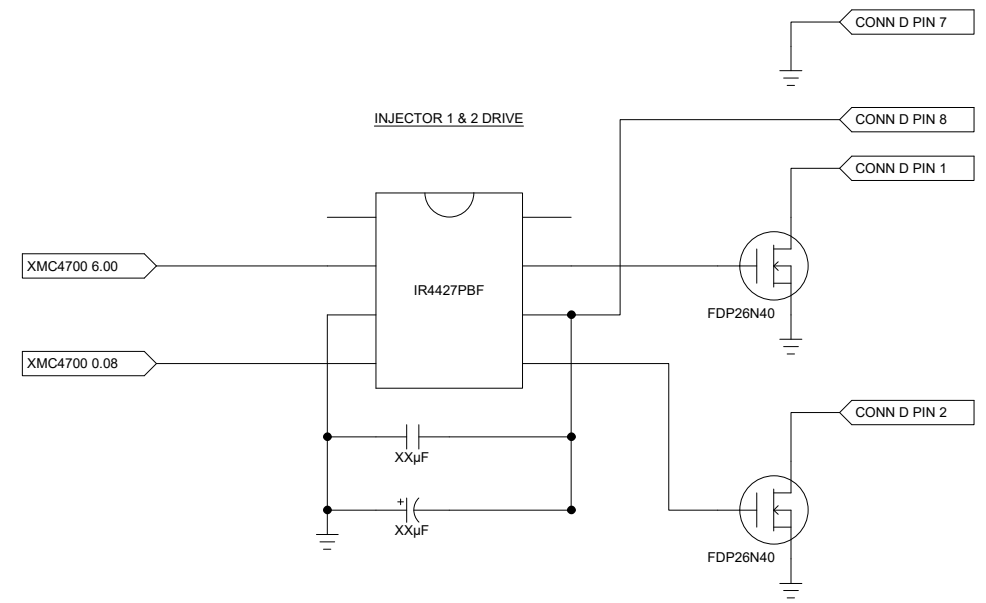 CONN D PIN 7
INJECTOR 1 & 2 DRIVE
CONN D PIN 8
CONN D PIN 1
XMC4700 6.00
IR4427PBF
FDP26N40
XMC4700 0.08
CONN D PIN 2
XXµF
+
XXµF
FDP26N40